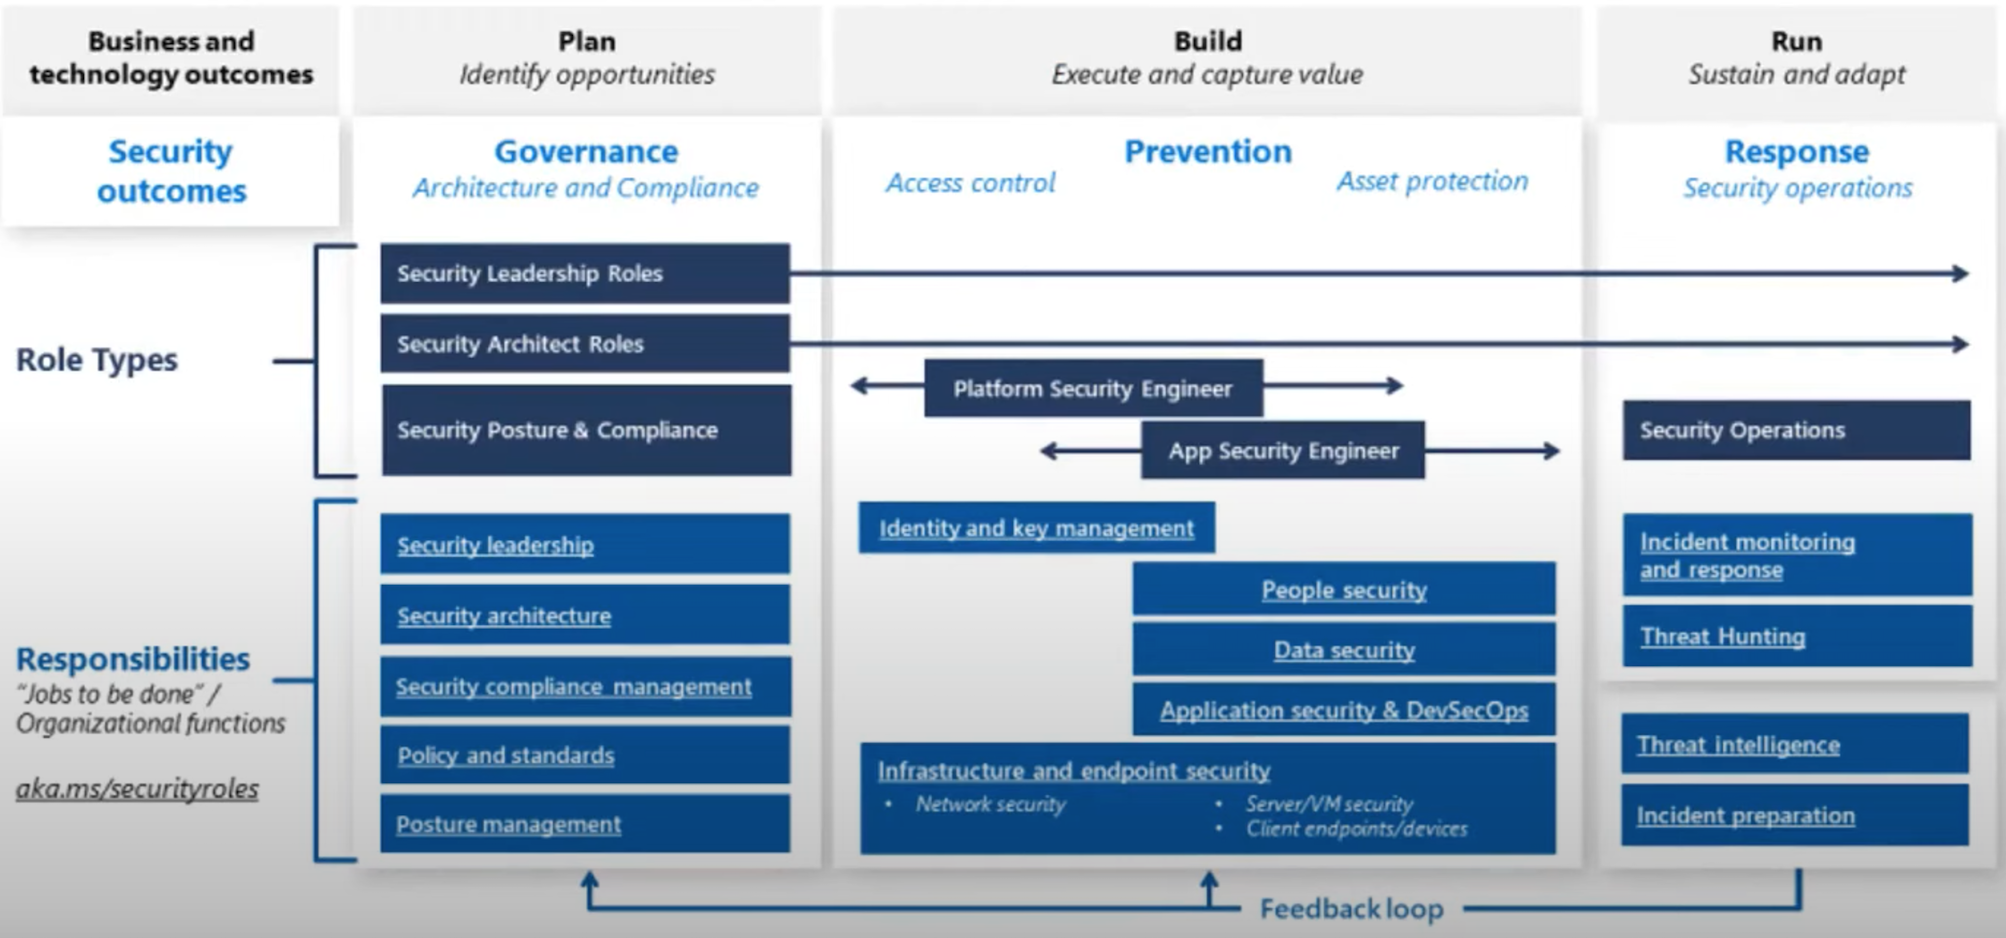 Business and
technology outcomes
Plan
Identify opportunities
Build
Execute and capture value
Run
Sustain and adapt
Security
outcomes
Governance
Architecture and Compliance
Prevention
Access control
Asset protection
Response
Security operations
Role Types
Security Leadership Roles
Security Architect Roles
Security Posture & Compliance
Platform Security Engineer
App Security Engineer
Security Operations
Responsibilities
"Jobs to be done" /
Organizational functions
aka.ms/securityroles
Security leadership
Security architecture
Security compliance management
Policy and standards
Posture management
Identity and key management
People security
Data security
Application security & DevSecOps
Infrastructure and endpoint security
• Network security
• Server/VM security
• Client endpoints/devices
Incident monitoring
and response
Threat Hunting
Threat intelligence
Incident preparation
Feedback loop